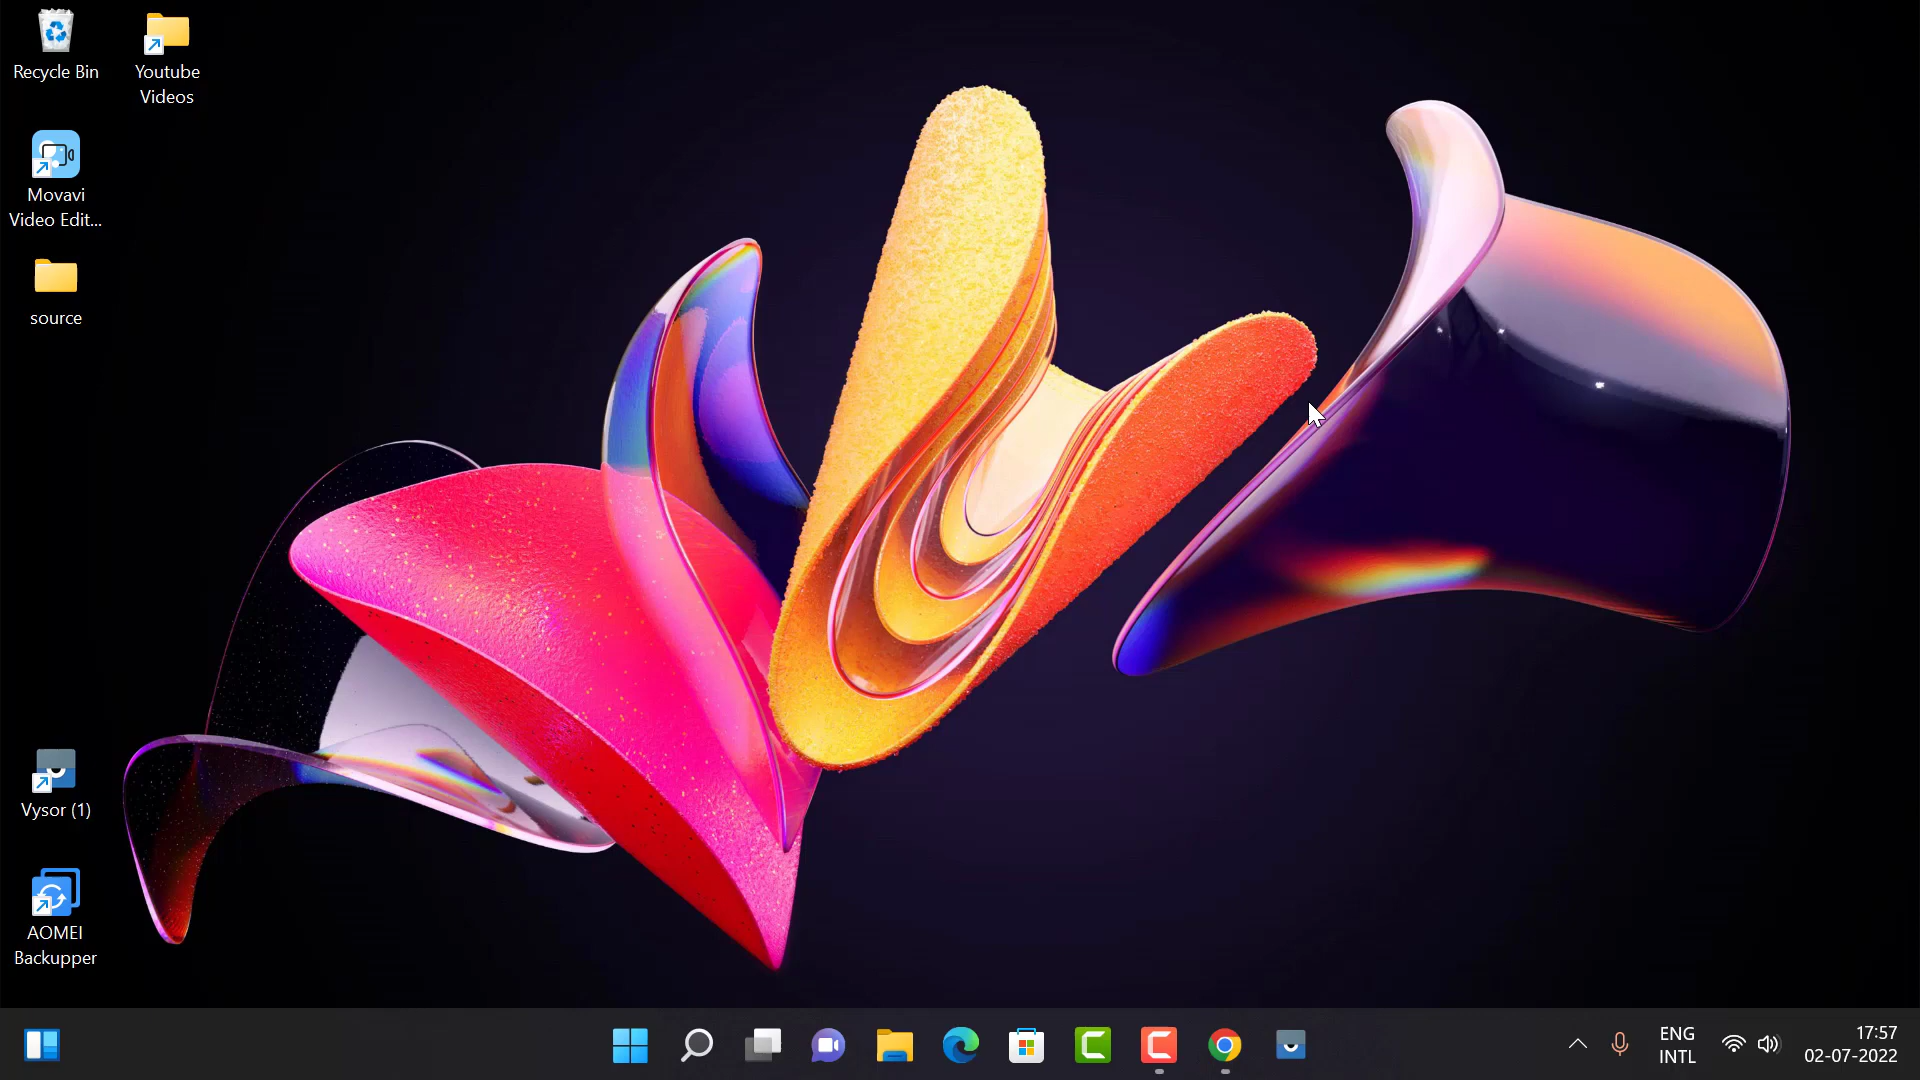 Recycle Bin
Youtube
Videos
Movavi
Video Edit...
source
Vysor (1)
AOMEI
Backupper
ENG
INTL
17:57
02-07-2022